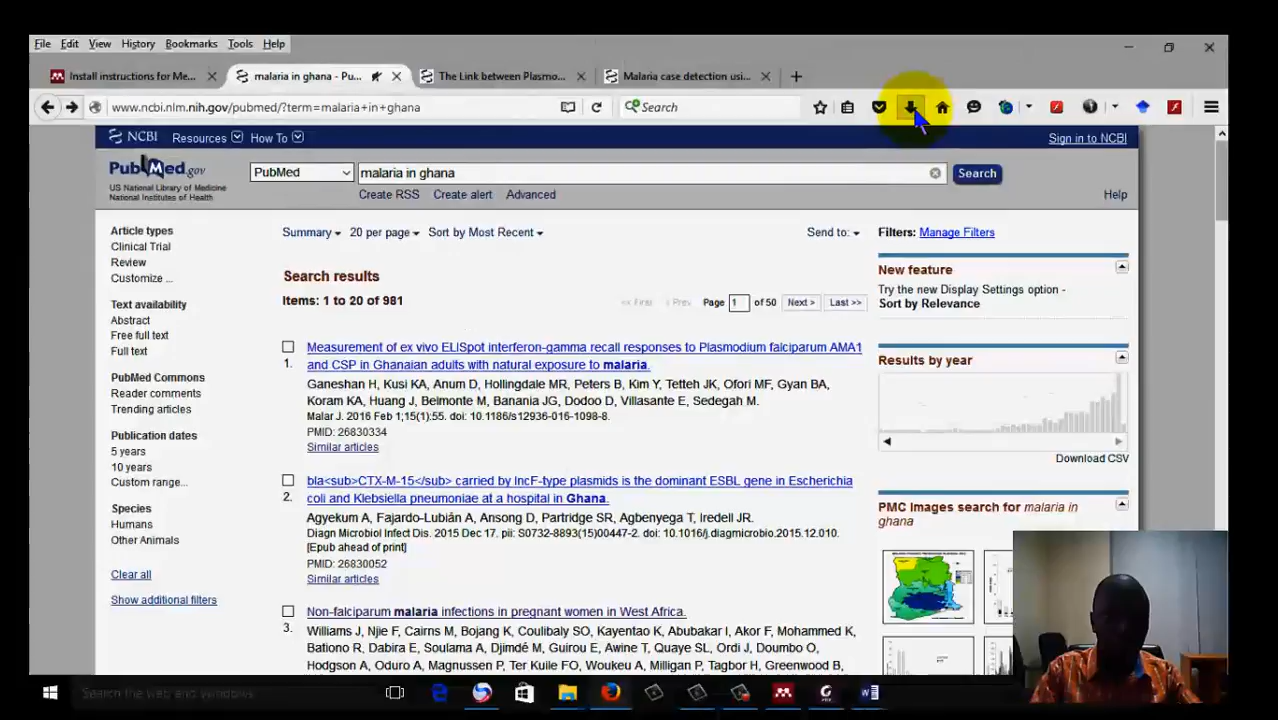 File Edit View History Bookmarks Tools Help
Install instructions for Me... malaria in ghana - Pu... The Link between Plasmo... Malaria case detection usi...
www.ncbi.nlm.nih.gov/pubmed/?term=malaria+in+ghana Search
NCBI Resources How To Sign in to NCBI
PubMed.gov
US National Library of Medicine
National Institutes of Health
PubMed malaria in ghana Search
Create RSS Create alert Advanced Help
Article types
Clinical Trial
Review
Customize ...
Text availability
Abstract
Free full text
Full text
PubMed Commons
Reader comments
Trending articles
Publication dates
5 years
10 years
Custom range...
Species
Humans
Other Animals
Clear all
Show additional filters
Summary 20 per page Sort by Most Recent Send to:
Search results
Items: 1 to 20 of 981
<< First < Prev Page 1 of 50 Next > Last >>
Measurement of ex vivo ELISpot interferon-gamma recall responses to Plasmodium falciparum AMA1
1. and CSP in Ghanaian adults with natural exposure to malaria.
Ganeshan H, Kusi KA, Anum D, Hollingdale MR, Peters B, Kim Y, Tetteh JK, Ofori MF, Gyan BA,
Koram KA, Huang J, Belmonte M, Banania JG, Dodoo D, Villasante E, Sedegah M.
Malar J. 2016 Feb 1;15(1):55. doi: 10.1186/s12936-016-1098-8.
PMID: 26830334
Similar articles
bla<sub>CTX-M-15</sub> carried by IncF-type plasmids is the dominant ESBL gene in Escherichia
2. coli and Klebsiella pneumoniae at a hospital in Ghana.
Agyekum A, Fajardo-Lubián A, Ansong D, Partridge SR, Agbenyega T, Iredell JR.
Diagn Microbiol Infect Dis. 2015 Dec 17. pii: S0732-8893(15)00447-2. doi: 10.1016/j.diagmicrobio.2015.12.010.
[Epub ahead of print]
PMID: 26830052
Similar articles
Non-falciparum malaria infections in pregnant women in West Africa.
3.
Williams J, Njie F, Cairns M, Bojang K, Coulibaly SO, Kayentao K, Abubakar I, Akor F, Mohammed K,
Bationo R, Dabira E, Soulama A, Djimdé M, Guirou E, Awine T, Quaye SL, Ordi J, Doumbo O,
Hodgson A, Oduro A, Magnussen P, Ter Kuile FO, Woukeu A, Milligan P, Tagbor H, Greenwood B,
Filters: Manage Filters
New feature
Try the new Display Settings option -
Sort by Relevance
Results by year
Download CSV
PMC Images search for malaria in
ghana
Search the web and Windows